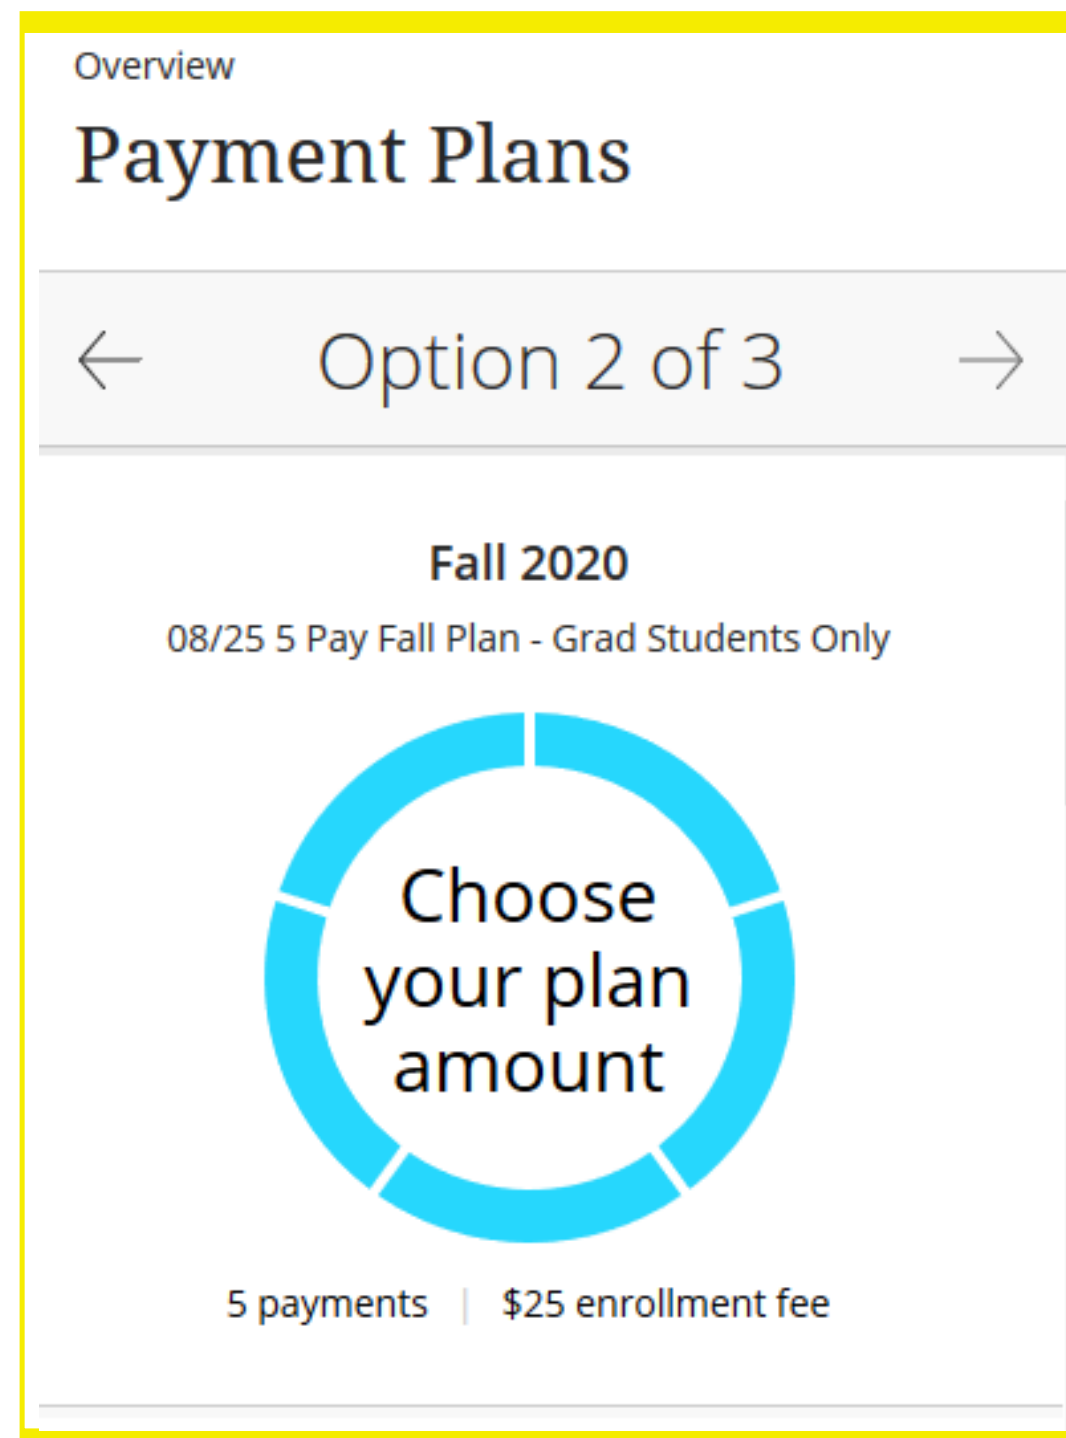 Overview
Payment Plans
Option 2 of 3
Fall 2020
08/25 5 Pay Fall Plan - Grad Students Only
Choose
your plan
amount
5 payments | $25 enrollment fee